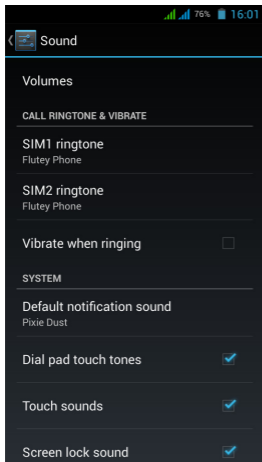 76% 16:01
Sound
Volumes
CALL RINGTONE & VIBRATE
SIM1 ringtone
Flutey Phone
SIM2 ringtone
Flutey Phone
Vibrate when ringing
SYSTEM
Default notification sound
Pixie Dust
Dial pad touch tones
Touch sounds
Screen lock sound